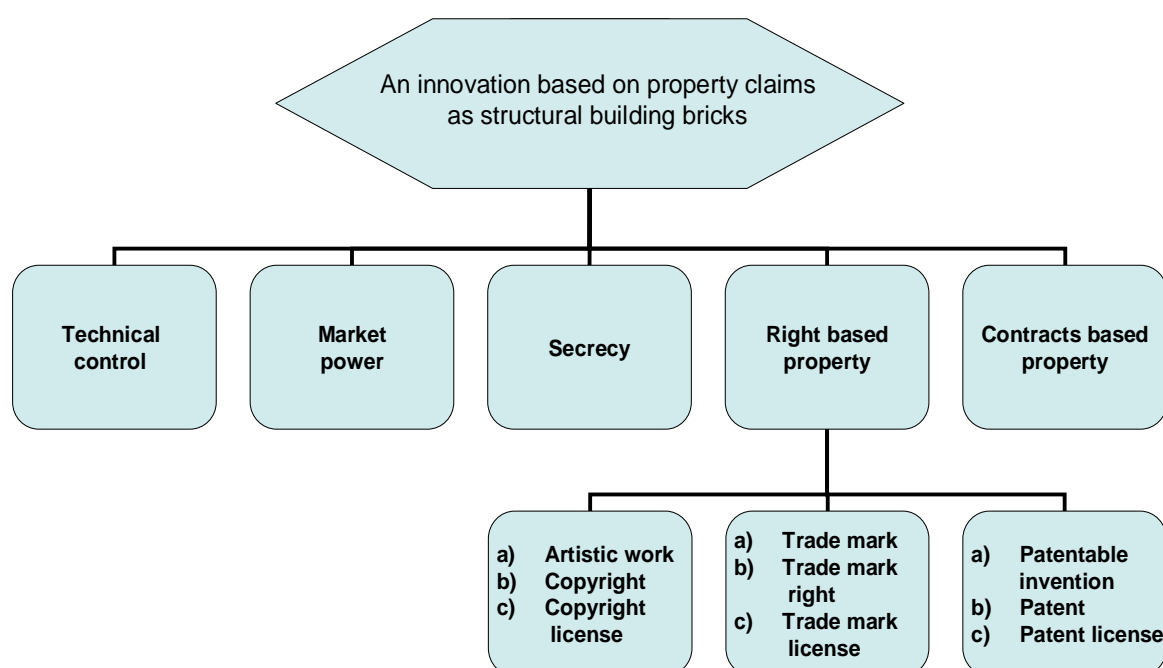 An innovation based on property claims
as structural building bricks
Technical
control
Market
power
Secrecy
Right based
property
Contracts based
property
a) Artistic work
b) Copyright
c) Copyright
license
a) Trade mark
b) Trade mark
right
c) Trade mark
license
a) Patentable
invention
b) Patent
c) Patent license